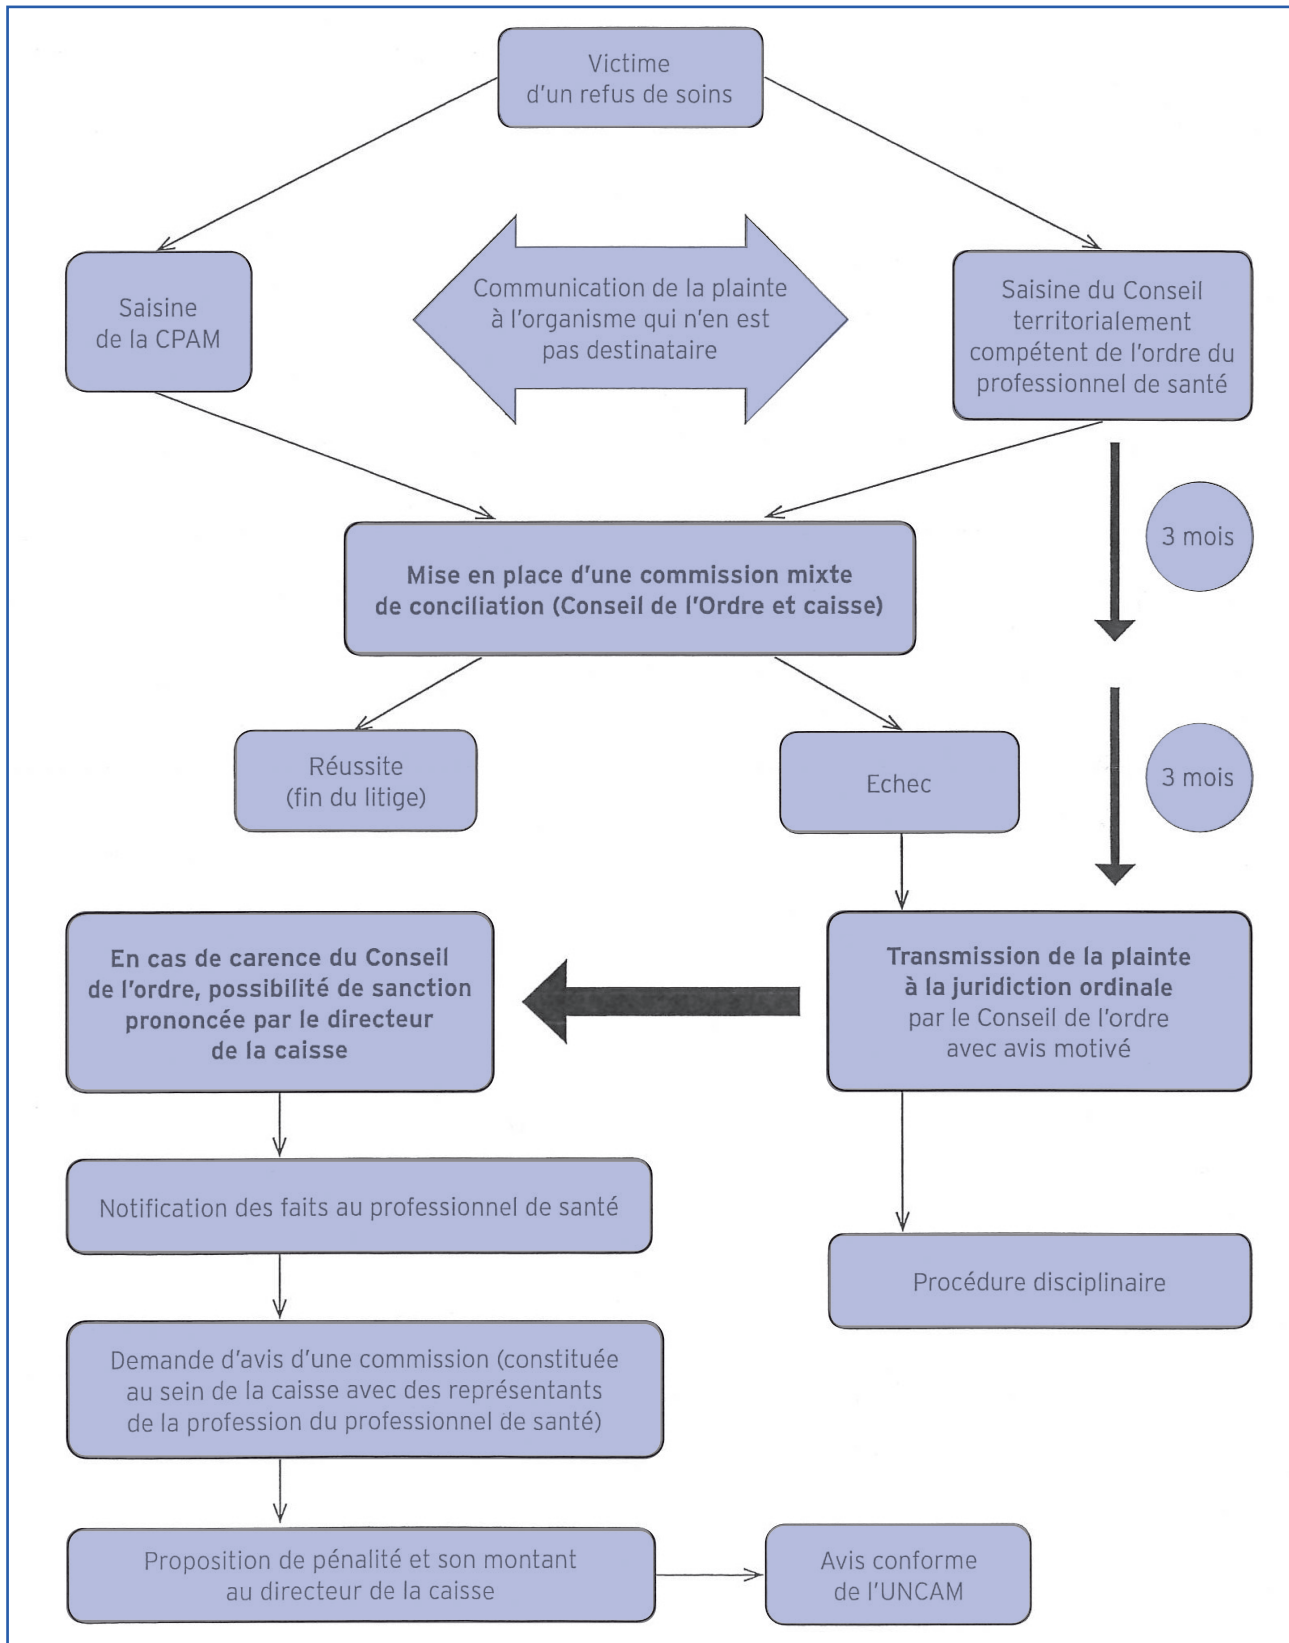 Victime
d'un refus de soins
Saisine
de la CPAM
Communication de la plainte
à l'organisme qui n'en est
pas destinataire
Saisine du Conseil
territorialement
compétent de l'ordre du
professionnel de santé
3 mois
Mise en place d'une commission mixte
de conciliation (Conseil de l'Ordre et caisse)
Réussite
(fin du litige)
Echec
3 mois
En cas de carence du Conseil
de l'ordre, possibilité de sanction
prononcée par le directeur
de la caisse
Transmission de la plainte
à la juridiction ordinale
par le Conseil de l'ordre
avec avis motivé
Notification des faits au professionnel de santé
Procédure disciplinaire
Demande d'avis d'une commission (constituée
au sein de la caisse avec des représentants
de la profession du professionnel de santé)
Proposition de pénalité et son montant
au directeur de la caisse
Avis conforme
de l'UNCAM